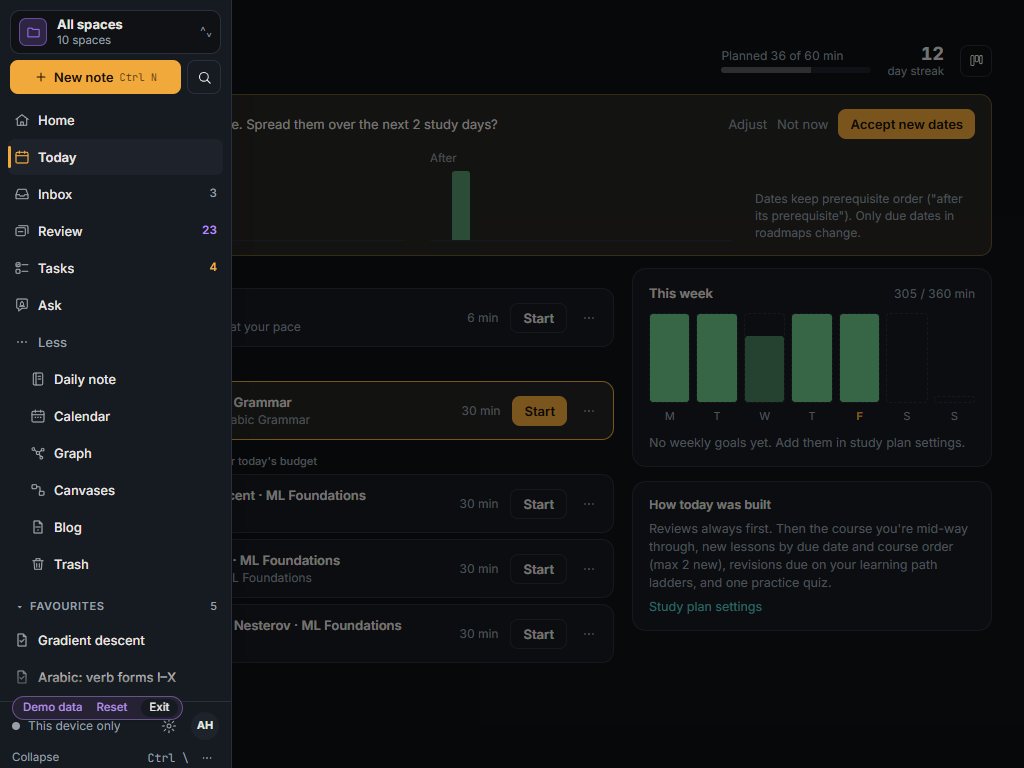 All spaces
10 spaces
+ New note Ctrl N
Home
Today
Inbox 3
Review 23
Tasks 4
Ask
Less
Daily note
Calendar
Graph
Canvases
Blog
Trash
FAVOURITES 5
Gradient descent
Arabic: verb forms I–X
Demo data Reset Exit
This device only AH
Collapse Ctrl \ ...
Planned 36 of 60 min
12
day streak
e. Spread them over the next 2 study days?
Adjust Not now Accept new dates
After
Dates keep prerequisite order ("after
its prerequisite"). Only due dates in
roadmaps change.
at your pace
6 min Start ...
Grammar
abic Grammar
30 min Start ...
r today's budget
cent · ML Foundations
30 min Start ...
· ML Foundations
L Foundations
30 min Start ...
Nesterov · ML Foundations
30 min Start ...
This week 305 / 360 min
M T W T F S S
No weekly goals yet. Add them in study plan settings.
How today was built
Reviews always first. Then the course you're mid-way
through, new lessons by due date and course order
(max 2 new), revisions due on your learning path
ladders, and one practice quiz.
Study plan settings